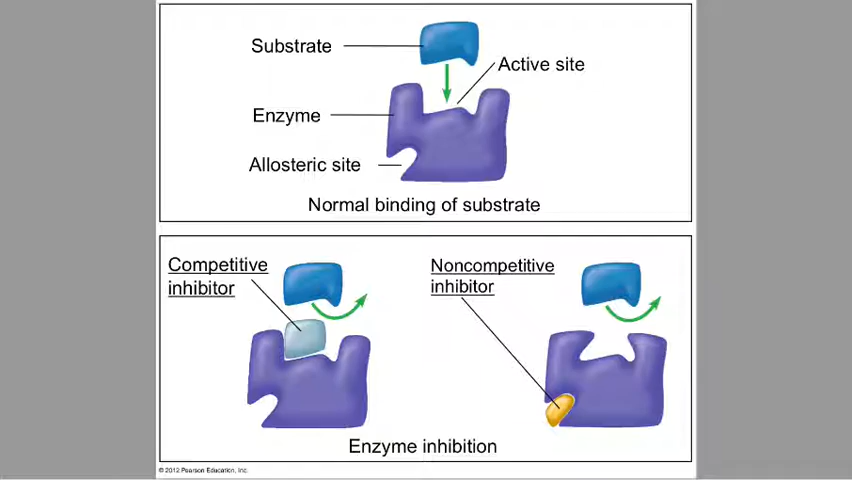 Substrate
Active site
Enzyme
Allosteric site
Normal binding of substrate
Competitive
inhibitor
Noncompetitive
inhibitor
Enzyme inhibition
© 2012 Pearson Education, Inc.